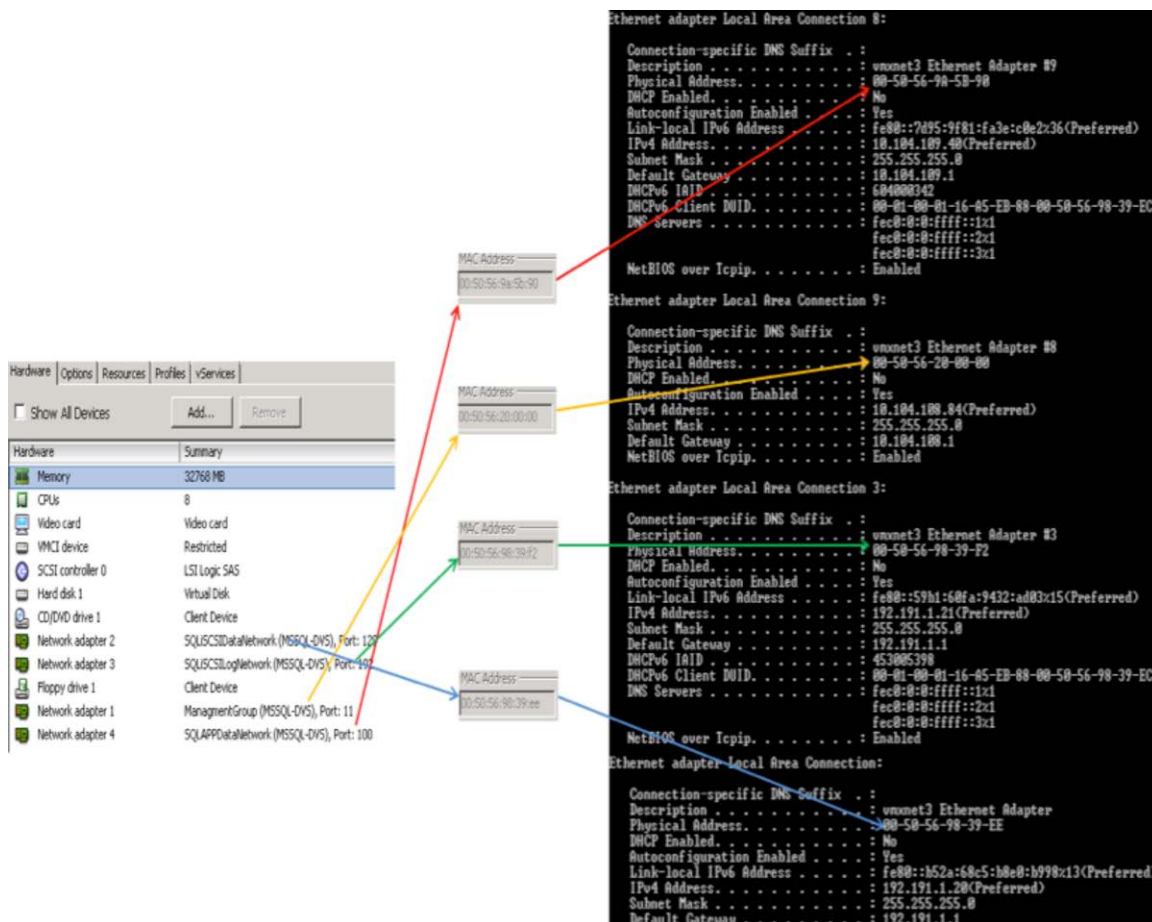 Hardware Options Resources Profiles vServices
Show All Devices Add... Remove
Hardware Summary
Memory 32768 MB
CPUs 8
Video card Video card
VMCI device Restricted
SCSI controller 0 LSI Logic SAS
Hard disk 1 Virtual Disk
CD/DVD drive 1 Client Device
Network adapter 2 SQLiSCSIDataNetwork (MSSQL-DVS), Port:
Network adapter 3 SQLiSCSILogNetwork (MSSQL-DVS), Port:
Floppy drive 1 Client Device
Network adapter 1 ManagmentGroup (MSSQL-DVS), Port: 11
Network adapter 4 SQLAPPDataNetwork (MSSQL-DVS), Port: 100
MAC Address
00:50:56:9a:5b:90
MAC Address
00:50:56:20:00:00
MAC Address
00:50:56:98:39:f2
MAC Address
00:50:56:98:39:ee
Ethernet adapter Local Area Connection 8:
Connection-specific DNS Suffix . :
Description . . . . . . . . . . . : vmxnet3 Ethernet Adapter #9
Physical Address. . . . . . . . . : 00-50-56-9A-5B-90
DHCP Enabled. . . . . . . . . . . : No
Autoconfiguration Enabled . . . . : Yes
Link-local IPv6 Address . . . . . : fe80::7d95:9f81:fa3e:c0e2%36(Preferred)
IPv4 Address. . . . . . . . . . . : 10.104.109.40(Preferred)
Subnet Mask . . . . . . . . . . . : 255.255.255.0
Default Gateway . . . . . . . . . : 10.104.109.1
DHCPv6 IAID . . . . . . . . . . . : 604000342
DHCPv6 Client DUID. . . . . . . . : 00-01-00-01-16-A5-EB-88-00-50-56-98-39-EC
DNS Servers . . . . . . . . . . . : fec0:0:0:ffff::1%1
fec0:0:0:ffff::2%1
fec0:0:0:ffff::3%1
NetBIOS over Tcpip. . . . . . . . : Enabled
Ethernet adapter Local Area Connection 9:
Connection-specific DNS Suffix . :
Description . . . . . . . . . . . : vmxnet3 Ethernet Adapter #8
Physical Address. . . . . . . . . : 00-50-56-20-00-00
DHCP Enabled. . . . . . . . . . . : No
Autoconfiguration Enabled . . . . : Yes
IPv4 Address. . . . . . . . . . . : 10.104.108.84(Preferred)
Subnet Mask . . . . . . . . . . . : 255.255.255.0
Default Gateway . . . . . . . . . : 10.104.108.1
NetBIOS over Tcpip. . . . . . . . : Enabled
Ethernet adapter Local Area Connection 3:
Connection-specific DNS Suffix . :
Description . . . . . . . . . . . : vmxnet3 Ethernet Adapter #3
Physical Address. . . . . . . . . : 00-50-56-98-39-F2
DHCP Enabled. . . . . . . . . . . : No
Autoconfiguration Enabled . . . . : Yes
Link-local IPv6 Address . . . . . : fe80::59b1:60fa:9432:ad03%15(Preferred)
IPv4 Address. . . . . . . . . . . : 192.191.1.21(Preferred)
Subnet Mask . . . . . . . . . . . : 255.255.255.0
Default Gateway . . . . . . . . . : 192.191.1.1
DHCPv6 IAID . . . . . . . . . . . : 453005398
DHCPv6 Client DUID. . . . . . . . : 00-01-00-01-16-A5-EB-88-00-50-56-98-39-EC
DNS Servers . . . . . . . . . . . : fec0:0:0:ffff::1%1
fec0:0:0:ffff::2%1
fec0:0:0:ffff::3%1
NetBIOS over Tcpip. . . . . . . . : Enabled
Ethernet adapter Local Area Connection:
Connection-specific DNS Suffix . :
Description . . . . . . . . . . . : vmxnet3 Ethernet Adapter
Physical Address. . . . . . . . . : 00-50-56-98-39-EE
DHCP Enabled. . . . . . . . . . . : No
Autoconfiguration Enabled . . . . : Yes
Link-local IPv6 Address . . . . . : fe80::b52a:68c5:b8e0:b998%13(Preferred)
IPv4 Address. . . . . . . . . . . : 192.191.1.20(Preferred)
Subnet Mask . . . . . . . . . . . : 255.255.255.0
Default Gateway . . . . . . . . . : 192.191.1.1